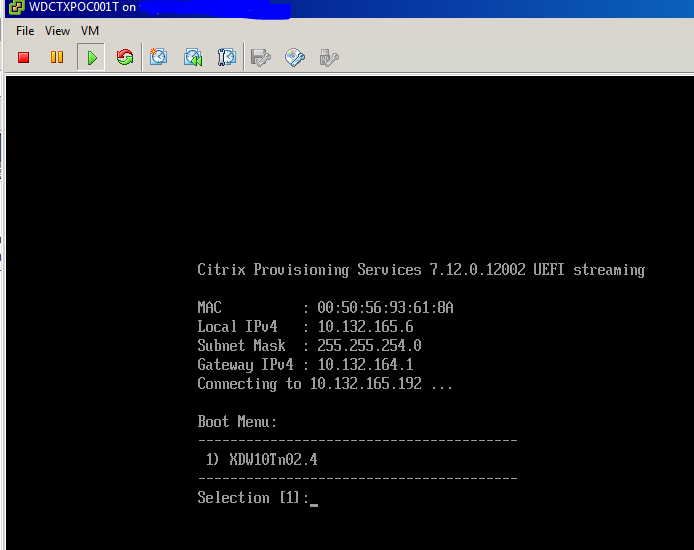 WDCTXPOC001T on
File View VM
Citrix Provisioning Services 7.12.0.12002 UEFI streaming
MAC : 00:50:56:93:61:8A
Local IPv4 : 10.132.165.6
Subnet Mask : 255.255.254.0
Gateway IPv4 : 10.132.164.1
Connecting to 10.132.165.192 ...
Boot Menu:
---------------------------------------
1) XDW10Tn02.4
---------------------------------------
Selection [1]:_